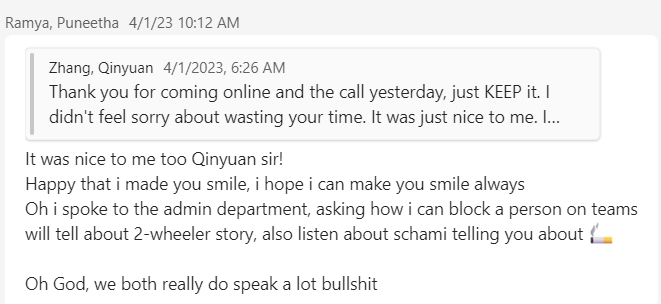 Ramya, Puneetha 4/1/23 10:12 AM
Zhang, Qinyuan 4/1/2023, 6:26 AM
Thank you for coming online and the call yesterday, just KEEP it. I
didn't feel sorry about wasting your time. It was just nice to me. I...
It was nice to me too Qinyuan sir!
Happy that i made you smile, i hope i can make you smile always
Oh i spoke to the admin department, asking how i can block a person on teams
will tell about 2-wheeler story, also listen about schami telling you about 🚬
Oh God, we both really do speak a lot bullshit